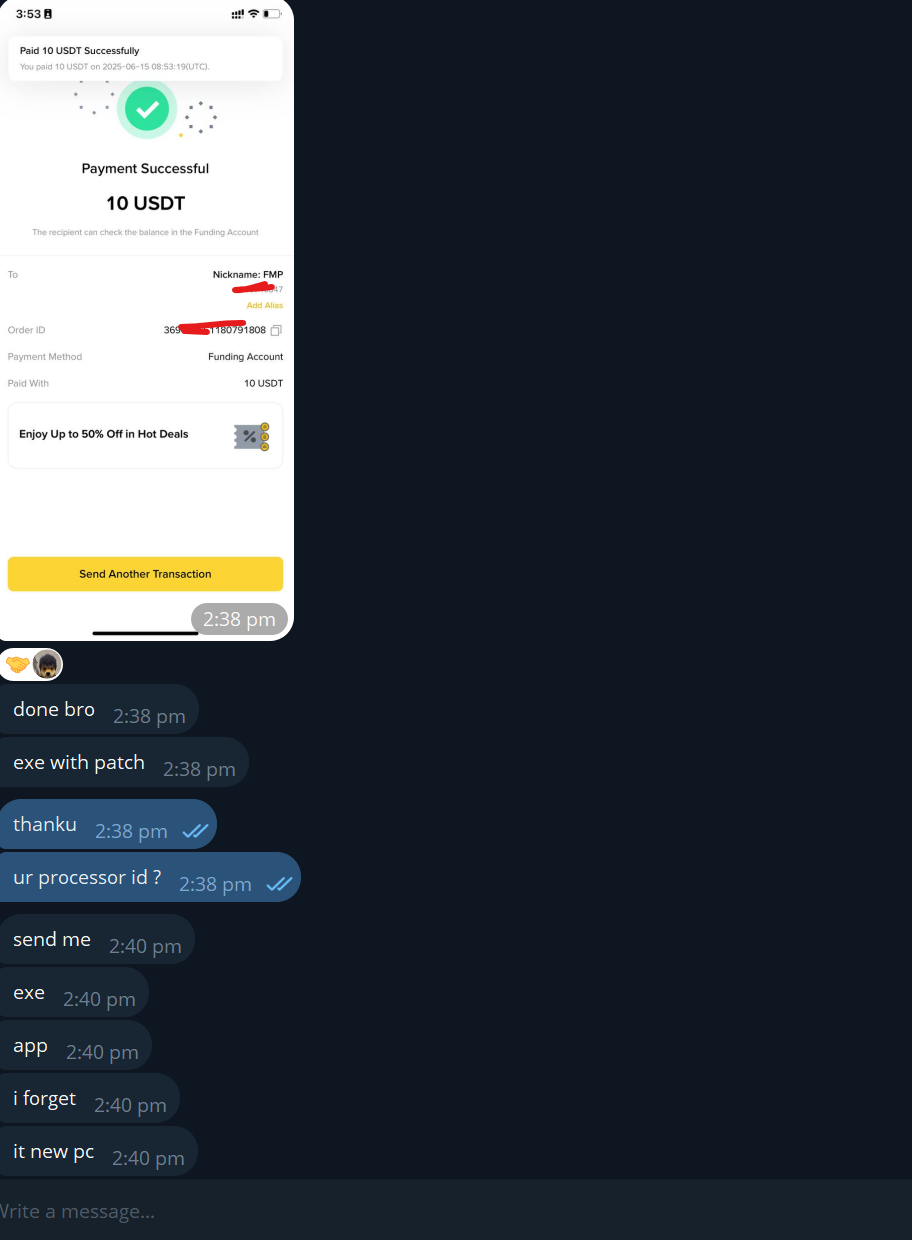 3:53
Paid 10 USDT Successfully
You paid 10 USDT on 2025-06-15 08:53:19(UTC).
Payment Successful
10 USDT
The recipient can check the balance in the Funding Account
To
Nickname: FMP
47
Add Alias
Order ID
369 1180791808
Payment Method
Funding Account
Paid With
10 USDT
Enjoy Up to 50% Off in Hot Deals
Send Another Transaction
2:38 pm
done bro 2:38 pm
exe with patch 2:38 pm
thanku 2:38 pm
ur processor id ? 2:38 pm
send me 2:40 pm
exe 2:40 pm
app 2:40 pm
i forget 2:40 pm
it new pc 2:40 pm
Write a message...